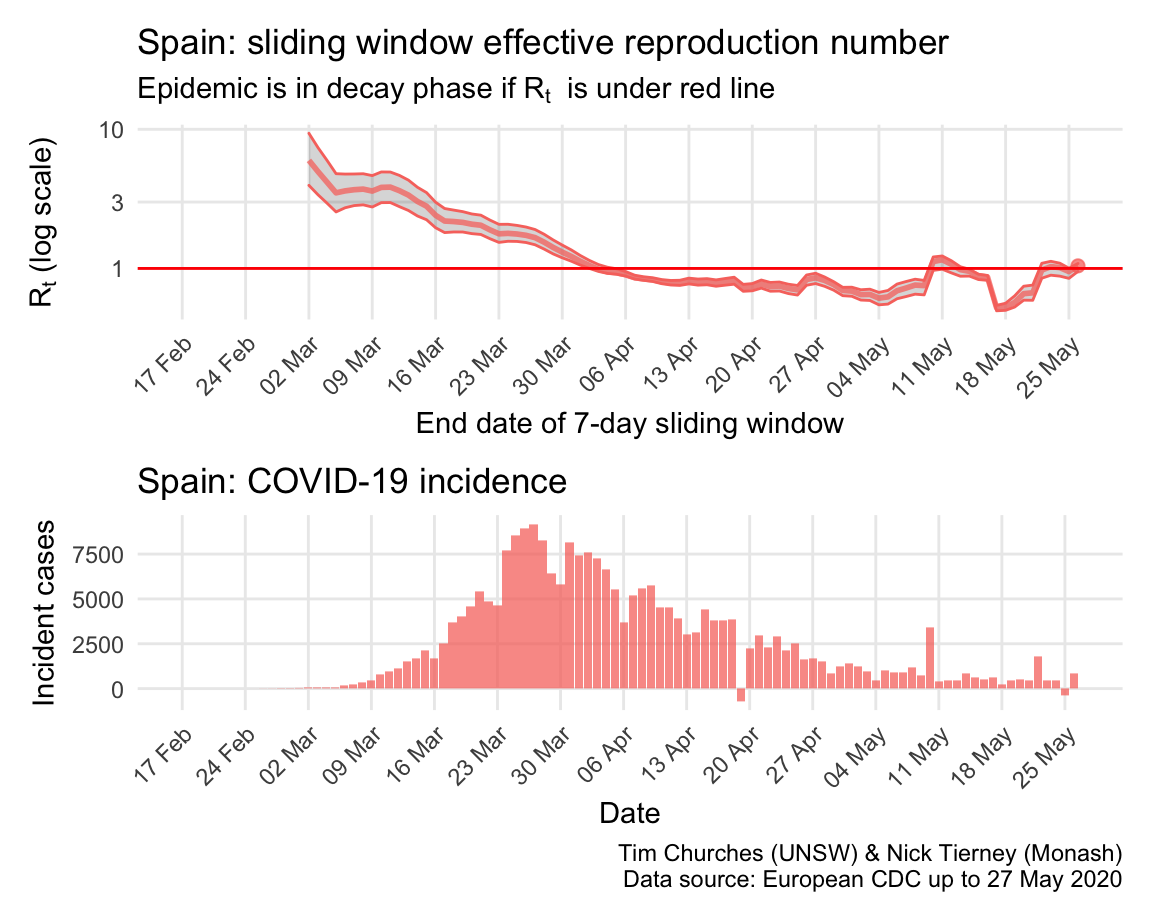 Spain: sliding window effective reproduction number
Epidemic is in decay phase if Rt is under red line
Rt (log scale)
10
3
1
17 Feb
24 Feb
02 Mar
09 Mar
16 Mar
23 Mar
30 Mar
06 Apr
13 Apr
20 Apr
27 Apr
04 May
11 May
18 May
25 May
End date of 7-day sliding window
Spain: COVID-19 incidence
Incident cases
7500
5000
2500
0
17 Feb
24 Feb
02 Mar
09 Mar
16 Mar
23 Mar
30 Mar
06 Apr
13 Apr
20 Apr
27 Apr
04 May
11 May
18 May
25 May
Date
Tim Churches (UNSW) & Nick Tierney (Monash)
Data source: European CDC up to 27 May 2020